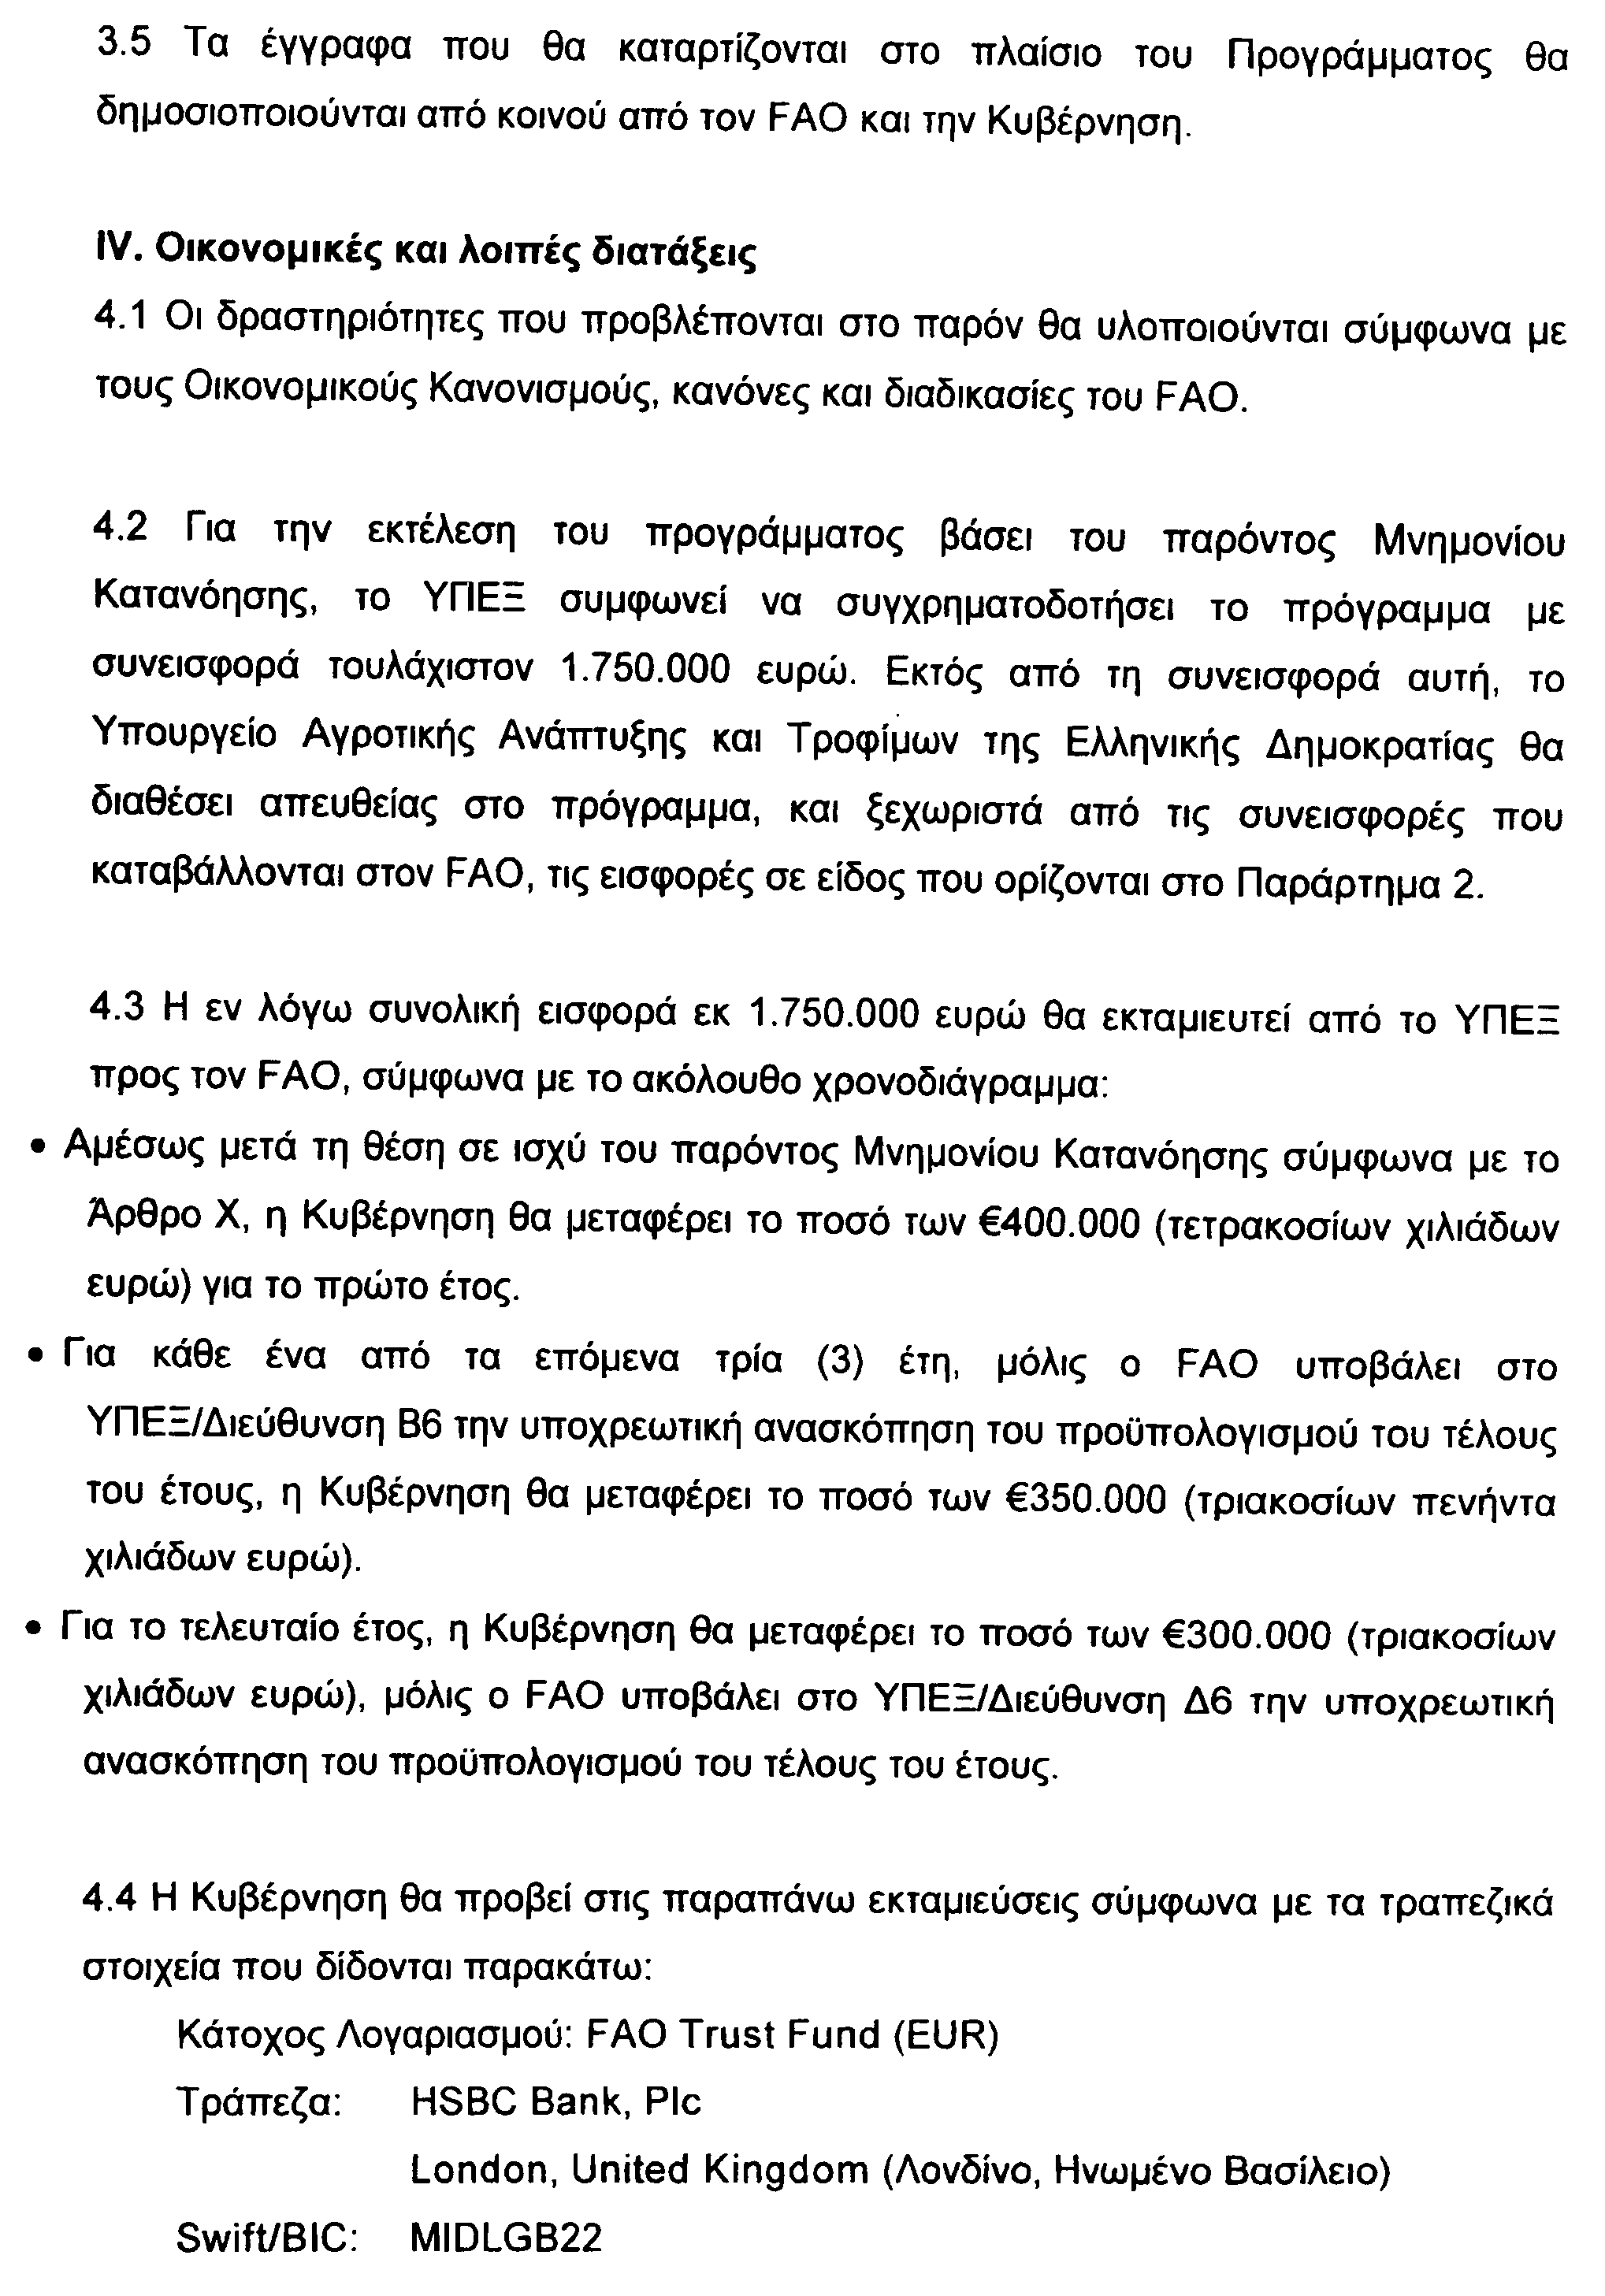 3.5 Τα έγγραφα που θα καταρτίζονται στο πλαίσιο του Προγράμματος θα
δημοσιοποιούνται από κοινού από τον FAO και την Κυβέρνηση.
IV. Οικονομικές και λοιπές διατάξεις
4.1 Οι δραστηριότητες που προβλέπονται στο παρόν θα υλοποιούνται σύμφωνα με
τους Οικονομικούς Κανονισμούς, κανόνες και διαδικασίες του FAO.
4.2 Για την εκτέλεση του προγράμματος βάσει του παρόντος Μνημονίου
Κατανόησης, το ΥΠΕΞ συμφωνεί να συγχρηματοδοτήσει το πρόγραμμα με
συνεισφορά τουλάχιστον 1.750.000 ευρώ. Εκτός από τη συνεισφορά αυτή, το
Υπουργείο Αγροτικής Ανάπτυξης και Τροφίμων της Ελληνικής Δημοκρατίας θα
διαθέσει απευθείας στο πρόγραμμα, και ξεχωριστά από τις συνεισφορές που
καταβάλλονται στον FAO, τις εισφορές σε είδος που ορίζονται στο Παράρτημα 2.
4.3 Η εν λόγω συνολική εισφορά εκ 1.750.000 ευρώ θα εκταμιευτεί από το ΥΠΕΞ
προς τον FAO, σύμφωνα με το ακόλουθο χρονοδιάγραμμα:
• Αμέσως μετά τη θέση σε ισχύ του παρόντος Μνημονίου Κατανόησης σύμφωνα με το
Άρθρο Χ, η Κυβέρνηση θα μεταφέρει το ποσό των €400.000 (τετρακοσίων χιλιάδων
ευρώ) για το πρώτο έτος.
• Για κάθε ένα από τα επόμενα τρία (3) έτη, μόλις ο FAO υποβάλει στο
ΥΠΕΞ/Διεύθυνση Β6 την υποχρεωτική ανασκόπηση του προϋπολογισμού του τέλους
του έτους, η Κυβέρνηση θα μεταφέρει το ποσό των €350.000 (τριακοσίων πενήντα
χιλιάδων ευρώ).
• Για το τελευταίο έτος, η Κυβέρνηση θα μεταφέρει το ποσό των €300.000 (τριακοσίων
χιλιάδων ευρώ), μόλις ο FAO υποβάλει στο ΥΠΕΞ/Διεύθυνση Δ6 την υποχρεωτική
ανασκόπηση του προϋπολογισμού του τέλους του έτους.
4.4 Η Κυβέρνηση θα προβεί στις παραπάνω εκταμιεύσεις σύμφωνα με τα τραπεζικά
στοιχεία που δίδονται παρακάτω:
Κάτοχος Λογαριασμού: FAO Trust Fund (EUR)
Τράπεζα: HSBC Bank, Plc
London, United Kingdom (Λονδίνο, Ηνωμένο Βασίλειο)
Swift/BIC: MIDLGB22